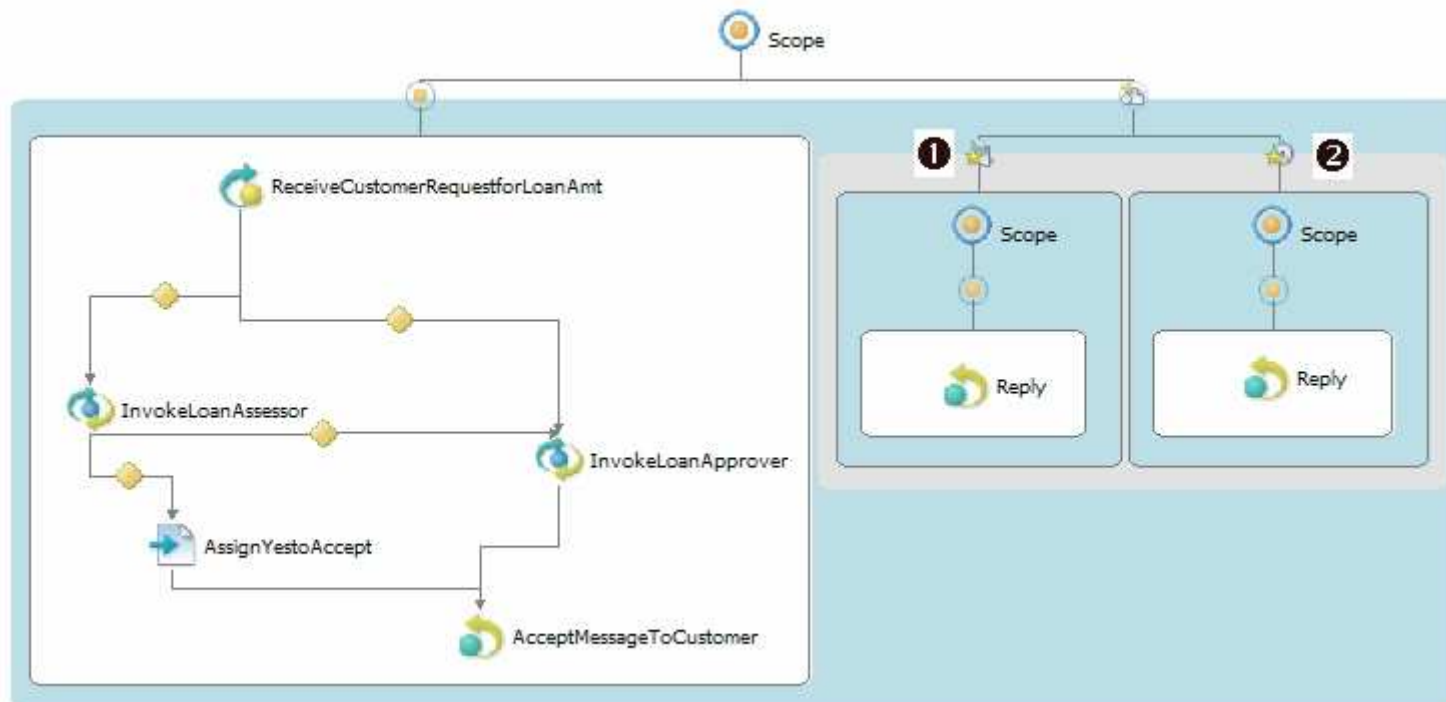 Scope
❶
❷
ReceiveCustomerRequestforLoanAmt
Scope
Scope
Reply
Reply
InvokeLoanAssessor
InvokeLoanApprover
AssignYestoAccept
AcceptMessageToCustomer